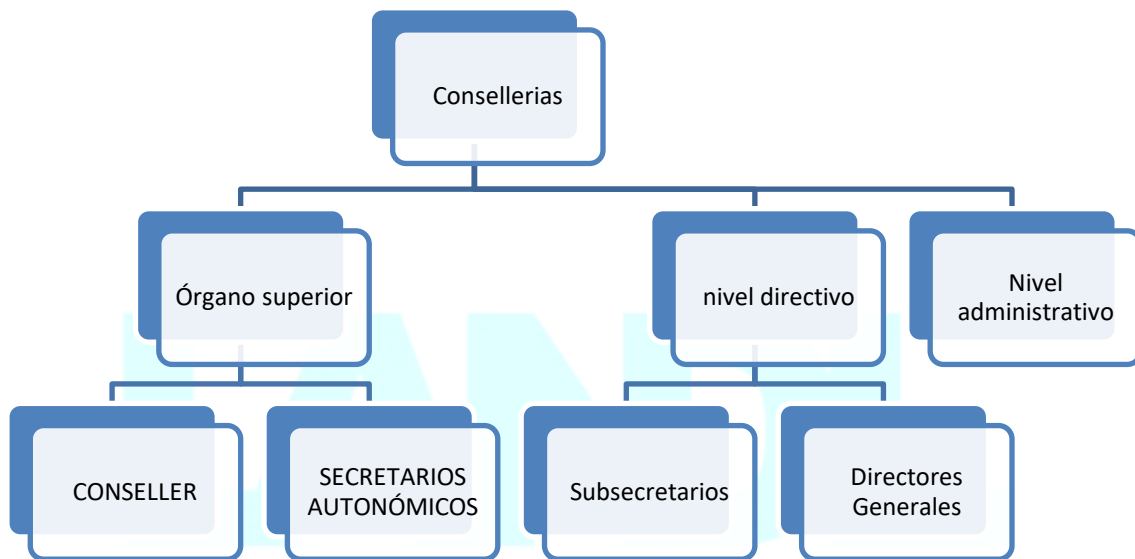 Consellerias
Órgano superior
nivel directivo
Nivel
administrativo
CONSELLER
SECRETARIOS
AUTONÓMICOS
Subsecretarios
Directores
Generales